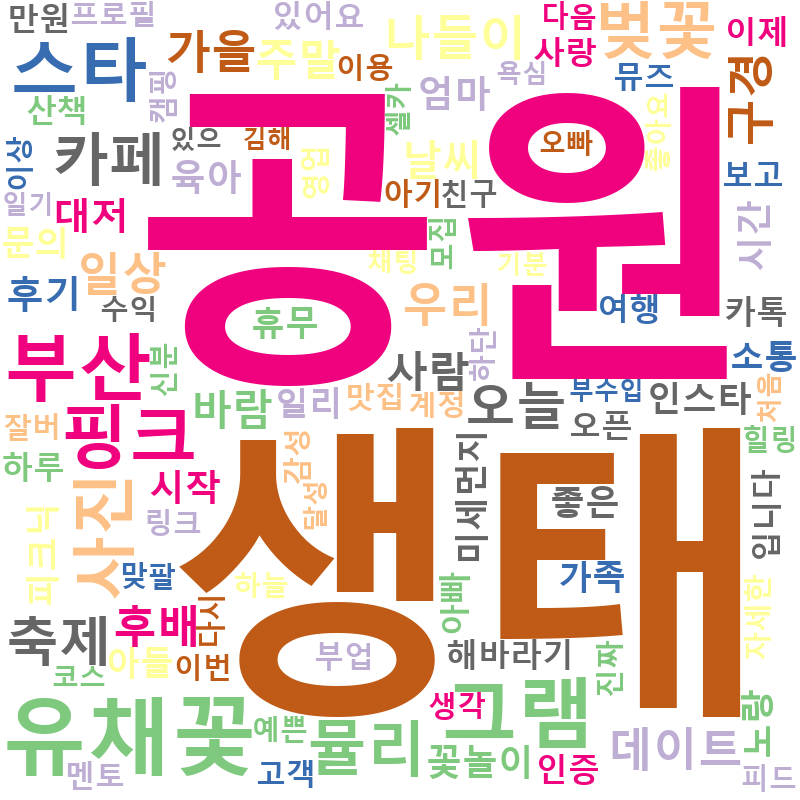 만원
프로필
있어요
다음
벚꽃
이제
스타
가을
주말
이용
나들이
사랑
뮤즈
구경
산책
캠핑
엄마
욕심
셀카
공원
오빠
좋아요
카페
있으
김해
이상
육아
영업
날씨
보고
일기
대저
아기
친구
시간
문의
일상
채팅
모집
기분
후기
수익
휴무
우리
여행
카톡
부산
신문
사람
하단
소통
바람
일리
맛집
계정
오늘
부수입
인스타
처음
잘버
핑크
감성
오픈
힐링
하루
시작
달성
미세먼지
좋은
입니다
사진
링크
생태
피크닉
맞팔
하늘
아빠
가족
자세한
축제
후배
다시
부업
해바라기
아들
이번
코스
진짜
유채꽃
예쁜
뮬리
생각
그램
노랑
꽃놀이
데이트
멘토
고객
인증
피드